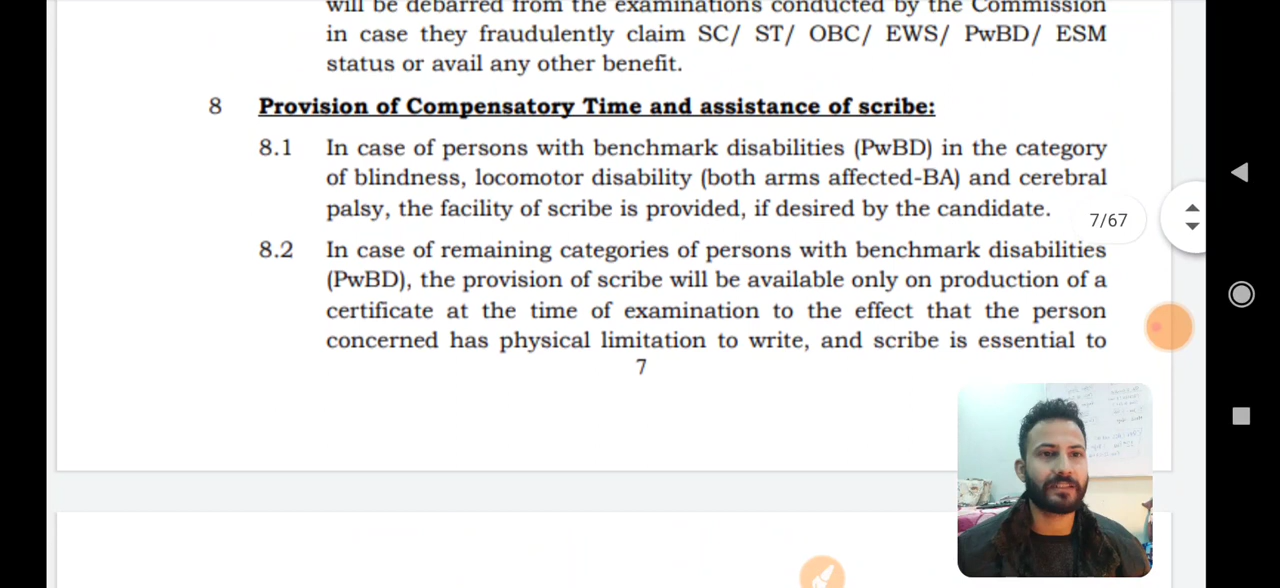 will be debarred from the examinations conducted by the Commission
in case they fraudulently claim SC/ ST/ OBC/ EWS/ PwBD/ ESM
status or avail any other benefit.
8 Provision of Compensatory Time and assistance of scribe:
8.1 In case of persons with benchmark disabilities (PwBD) in the category
of blindness, locomotor disability (both arms affected-BA) and cerebral
palsy, the facility of scribe is provided, if desired by the candidate.
7/67
8.2 In case of remaining categories of persons with benchmark disabilities
(PwBD), the provision of scribe will be available only on production of a
certificate at the time of examination to the effect that the person
concerned has physical limitation to write, and scribe is essential to
7